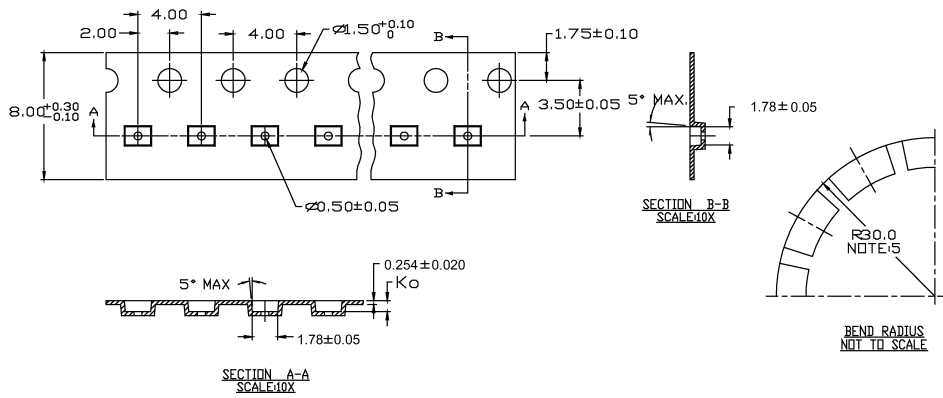 4.00
2.00
4.00
⌀1.50 +0.10 0
B
1.75±0.10
8.00 +0.30 -0.10
A
A
3.50±0.05
5° MAX.
1.78±0.05
B
⌀0.50±0.05
SECTION B-B
SCALE:10X
R30.0
NOTE:5
5° MAX
0.254±0.020
Ko
1.78±0.05
BEND RADIUS
NOT TO SCALE
SECTION A-A
SCALE:10X